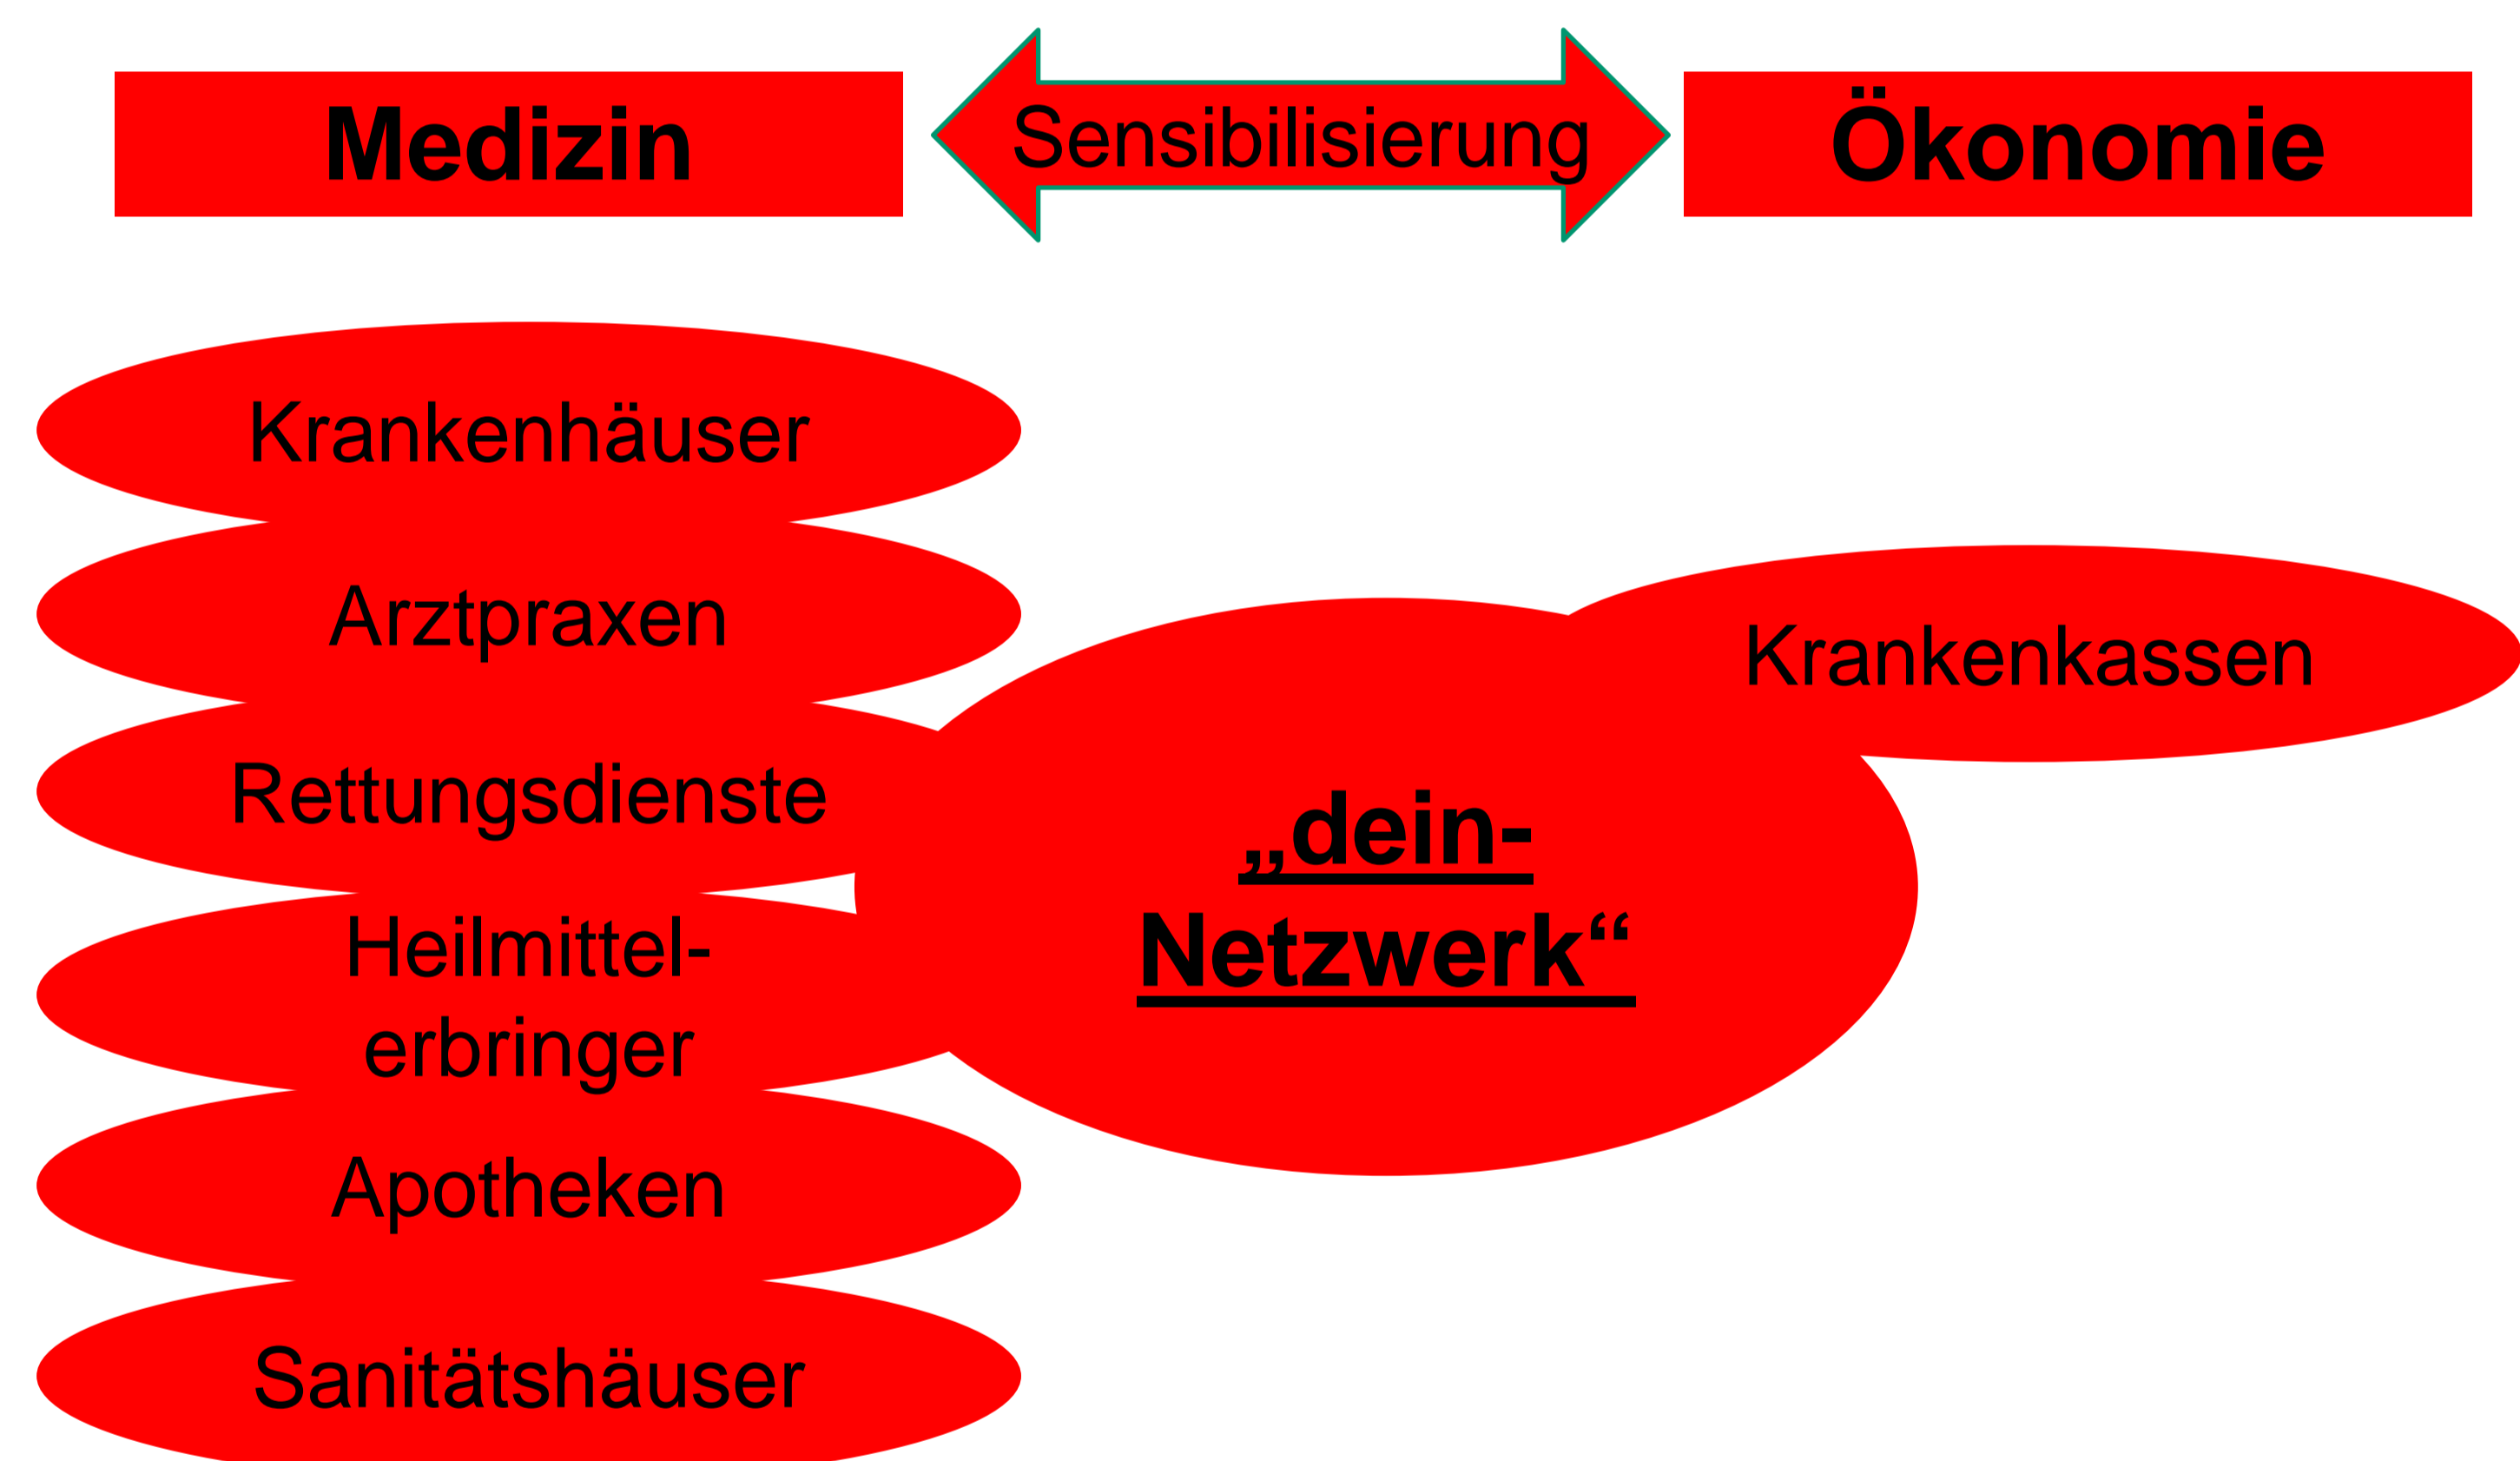 Medizin
Sensibilisierung
Ökonomie
Krankenhäuser
Arztpraxen
Rettungsdienste
Heilmittel-
erbringer
Apotheken
Sanitätshäuser
„dein-
Netzwerk“
Krankenkassen